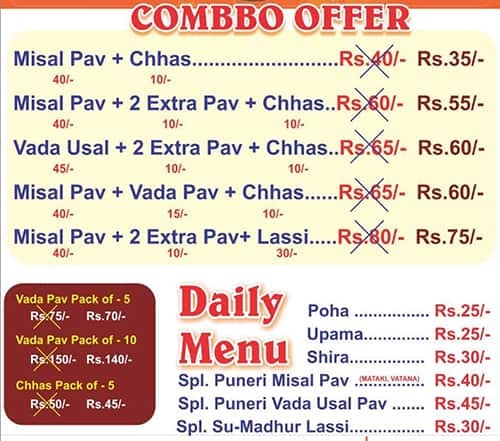 COMBBO OFFER
Misal Pav + Chhas......................Rs.40/- Rs.35/-
40/- 10/-
Misal Pav + 2 Extra Pav + Chhas..Rs.60/- Rs.55/-
40/- 10/- 10/-
Vada Usal + 2 Extra Pav + Chhas..Rs.65/- Rs.60/-
45/- 10/- 10/-
Misal Pav + Vada Pav + Chhas......Rs.65/- Rs.60/-
40/- 15/- 10/-
Misal Pav + 2 Extra Pav+ Lassi.....Rs.80/- Rs.75/-
40/- 10/- 30/-
Vada Pav Pack of - 5
Rs.75/- Rs.70/-
Vada Pav Pack of - 10
Rs.150/- Rs.140/-
Chhas Pack of - 5
Rs.50/- Rs.45/-
Daily
Menu
Poha ................ Rs.25/-
Upama.............. Rs.25/-
Shira................. Rs.30/-
Spl. Puneri Misal Pav (MATAKI, VATANA) ................ Rs.40/-
Spl. Puneri Vada Usal Pav ....... Rs.45/-
Spl. Su-Madhur Lassi............... Rs.30/-